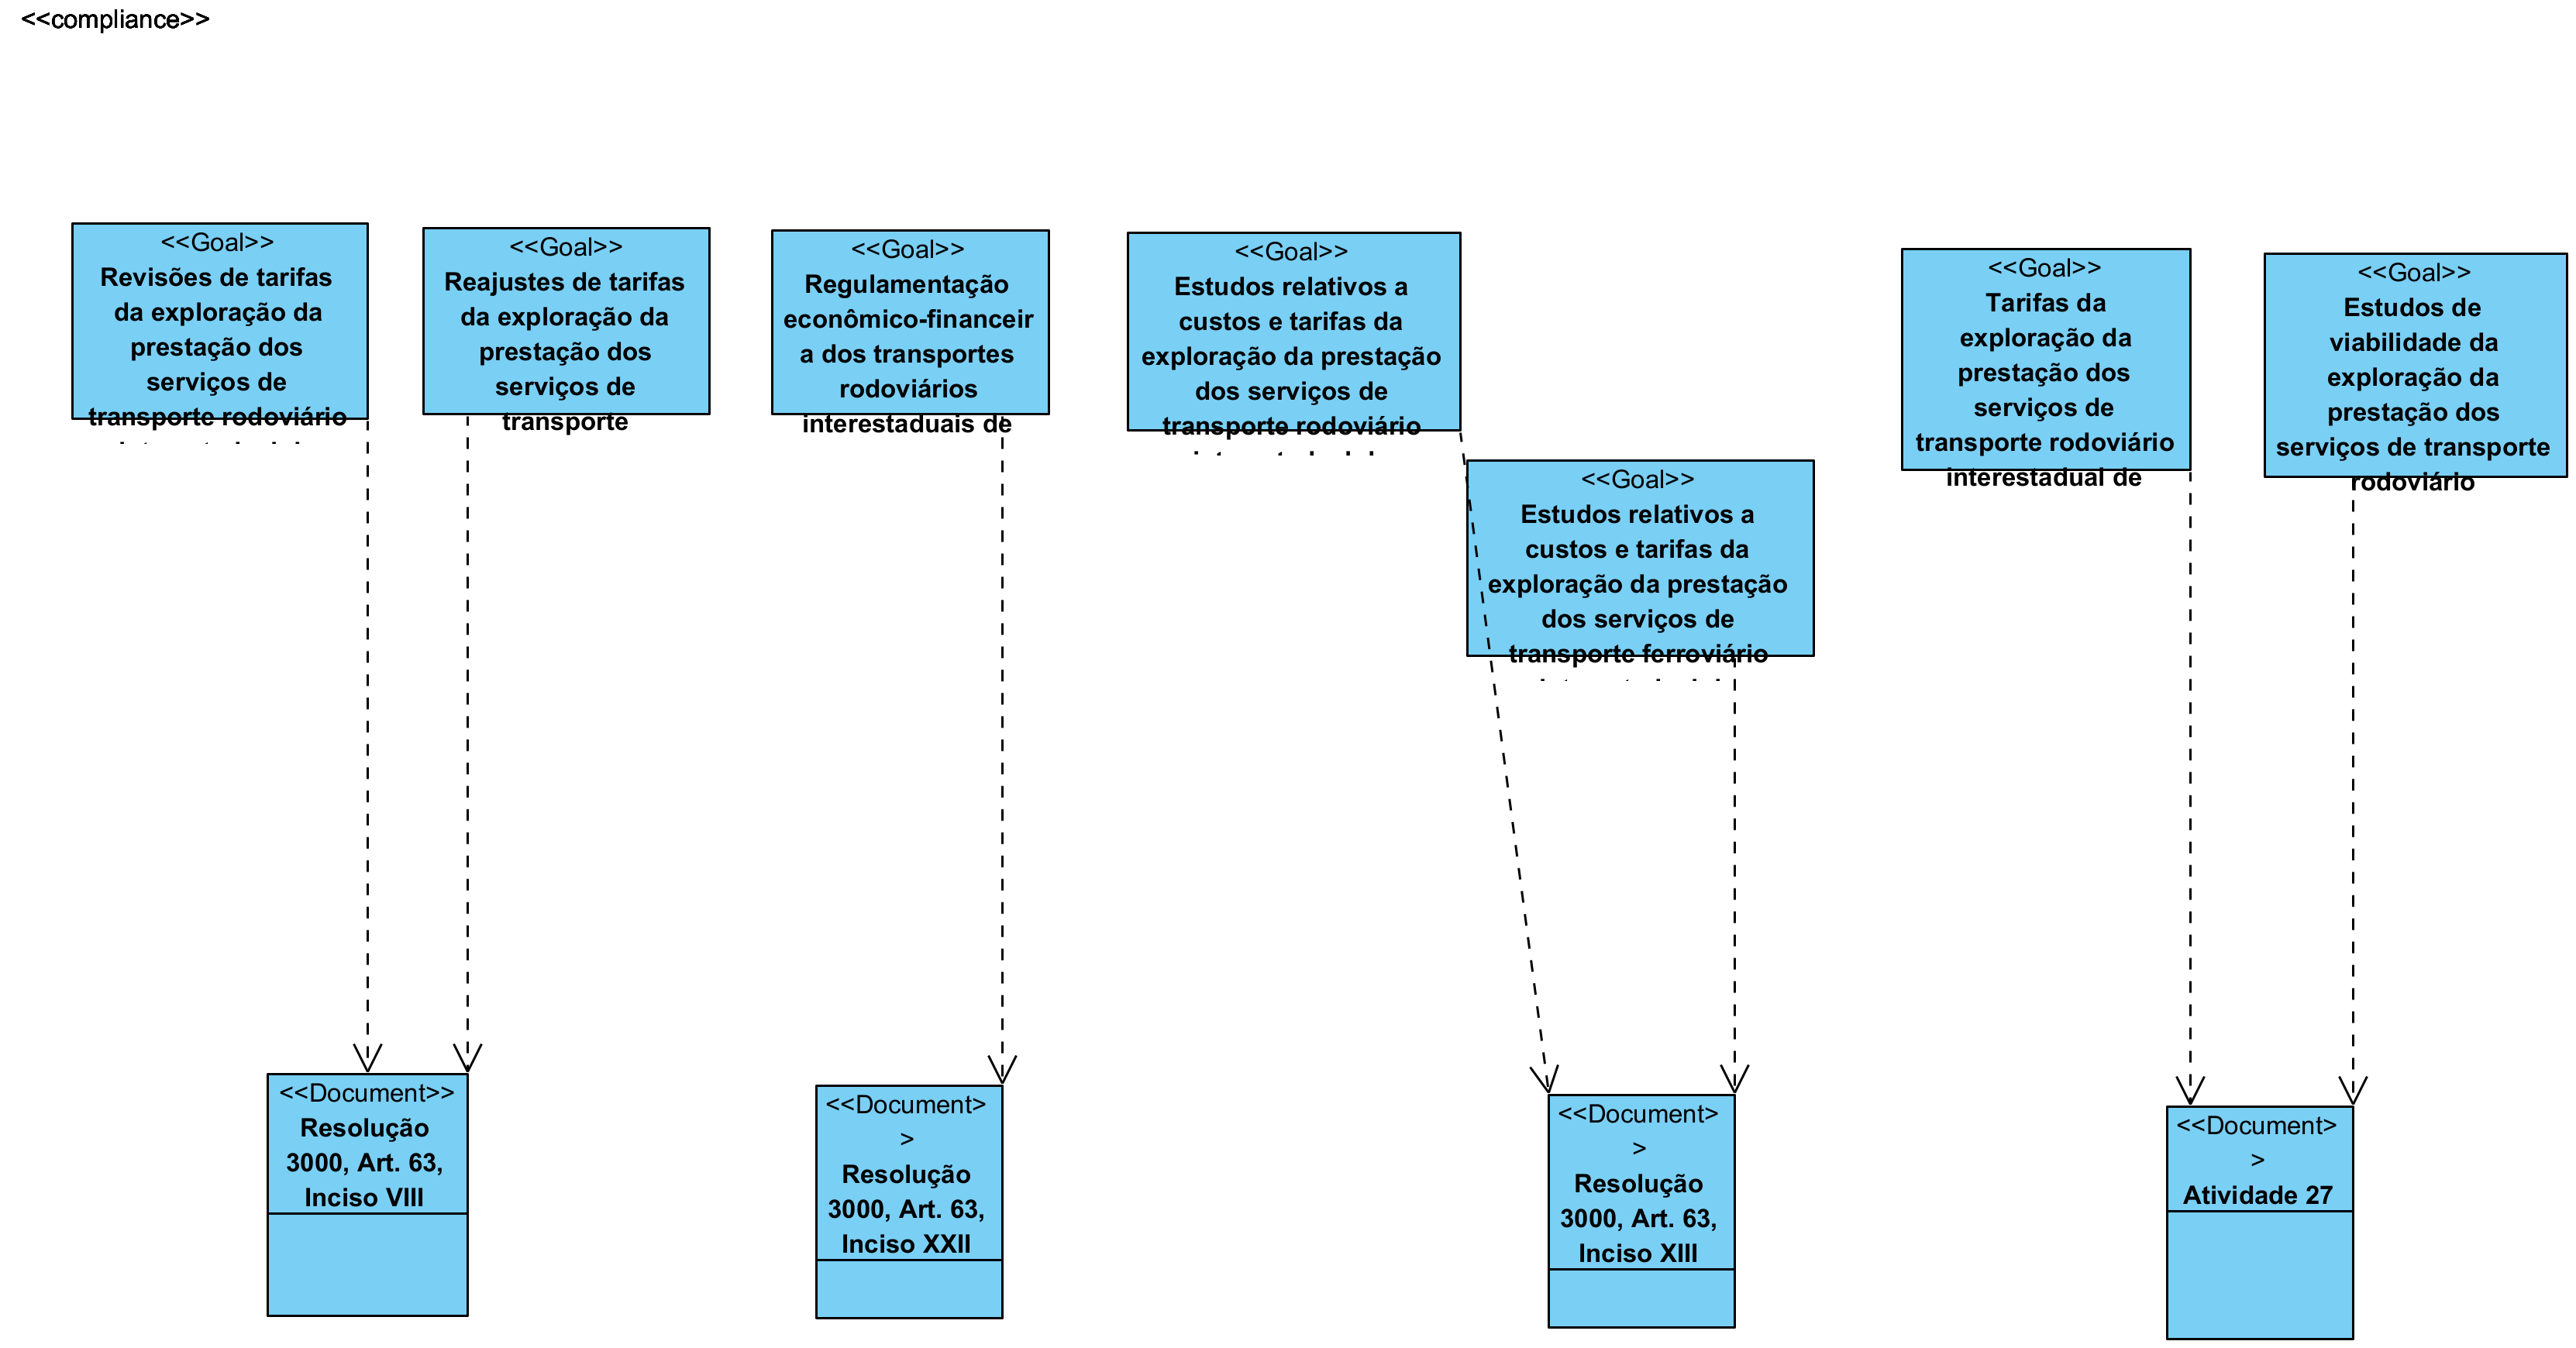 <<compliance>>
<<Goal>>
Revisões de tarifas
da exploração da
prestação dos
serviços de
transporte rodoviário
<<Goal>>
Reajustes de tarifas
da exploração da
prestação dos
serviços de
transporte
<<Goal>>
Regulamentação
econômico-financeir
a dos transportes
rodoviários
interestaduais de
<<Goal>>
Estudos relativos a
custos e tarifas da
exploração da prestação
dos serviços de
transporte rodoviário
<<Goal>>
Estudos relativos a
custos e tarifas da
exploração da prestação
dos serviços de
transporte ferroviário
<<Goal>>
Tarifas da
exploração da
prestação dos
serviços de
transporte rodoviário
interestadual de
<<Goal>>
Estudos de
viabilidade da
exploração da
prestação dos
serviços de transporte
rodoviário
<<Document>>
Resolução
3000, Art. 63,
Inciso VIII
<<Document>
>
Resolução
3000, Art. 63,
Inciso XXII
<<Document>
>
Resolução
3000, Art. 63,
Inciso XIII
<<Document>
>
Atividade 27